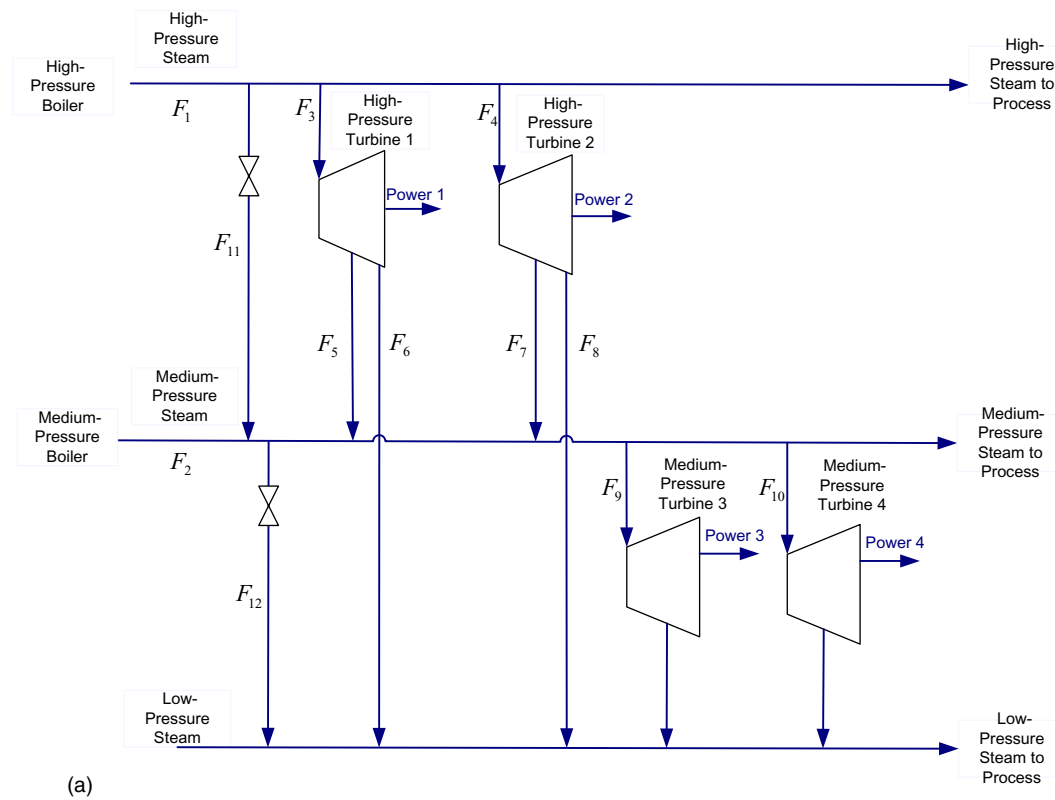 High-
Pressure
Steam
High-
Pressure
Boiler
High-
Pressure
Steam to
Process
F1
F3
High-
Pressure
Turbine 1
F4
High-
Pressure
Turbine 2
Power 1
Power 2
F11
F5
F6
F7
F8
Medium-
Pressure
Steam
Medium-
Pressure
Boiler
Medium-
Pressure
Steam to
Process
F2
F9
Medium-
Pressure
Turbine 3
F10
Medium-
Pressure
Turbine 4
Power 3
Power 4
F12
Low-
Pressure
Steam
Low-
Pressure
Steam to
Process
(a)